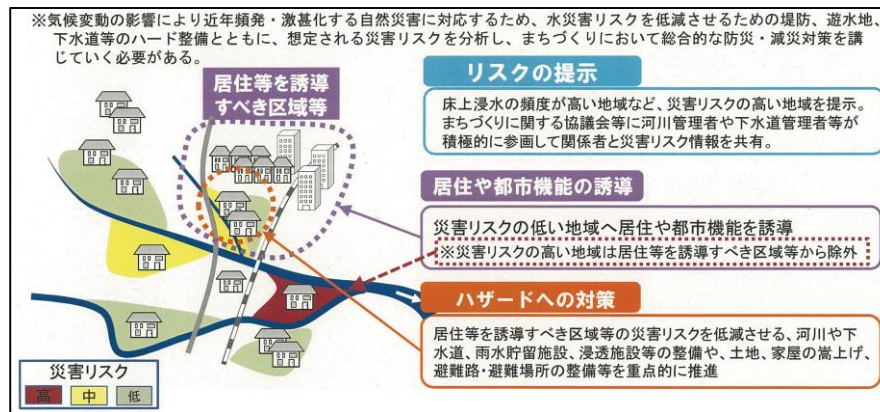 ※気候変動の影響により近年頻発・激甚化する自然災害に対応するため、水災害リスクを低減させるための堤防、遊水地、
下水道等のハード整備とともに、想定される災害リスクを分析し、まちづくりにおいて総合的な防災・減災対策を講
じていく必要がある。
居住等を誘導
すべき区域等
リスクの提示
床上浸水の頻度が高い地域など、災害リスクの高い地域を提示。
まちづくりに関する協議会等に河川管理者や下水道管理者等が
積極的に参画して関係者と災害リスク情報を共有。
居住や都市機能の誘導
災害リスクの低い地域へ居住や都市機能を誘導
※災害リスクの高い地域は居住等を誘導すべき区域等から除外
ハザードへの対策
居住等を誘導すべき区域等の災害リスクを低減させる、河川や下
水道、雨水貯留施設、浸透施設等の整備や、土地、家屋の嵩上げ、
避難路・避難場所の整備等を重点的に推進
災害リスク
高 中 低